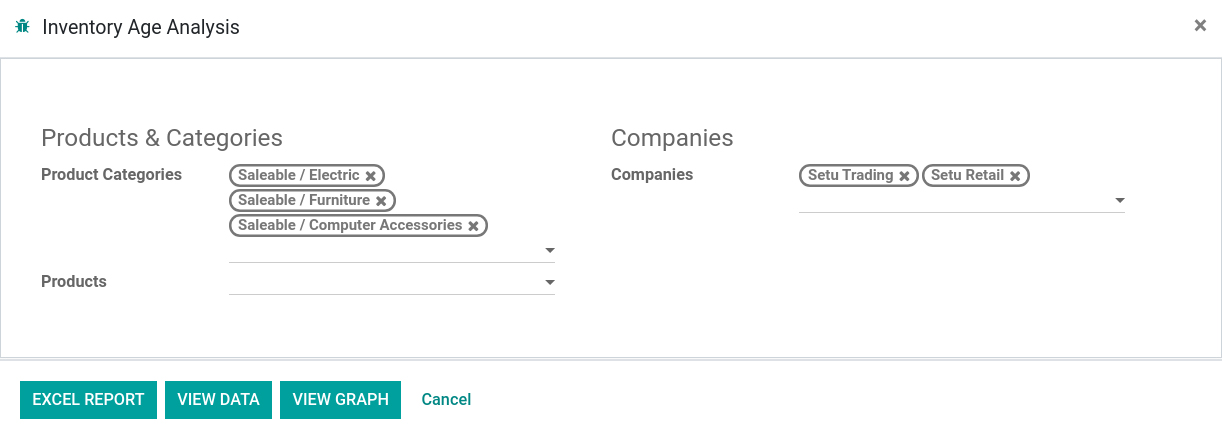 Inventory Age Analysis
Products & Categories
Product Categories
Saleable / Electric
Saleable / Furniture
Saleable / Computer Accessories
Products
Companies
Companies
Setu Trading
Setu Retail
EXCEL REPORT
VIEW DATA
VIEW GRAPH
Cancel